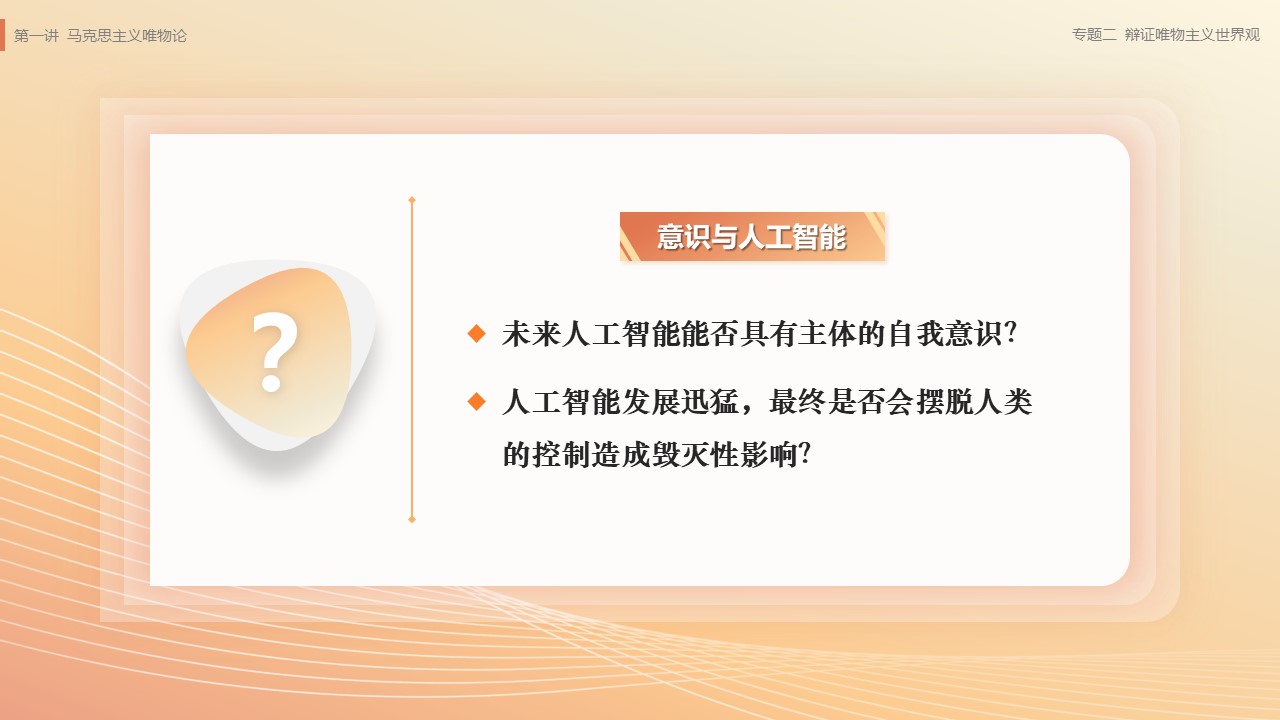 第一讲 马克思主义唯物论
专题二 辩证唯物主义世界观
?
意识与人工智能
未来人工智能能否具有主体的自我意识？
人工智能发展迅猛，最终是否会摆脱人类
的控制造成毁灭性影响？